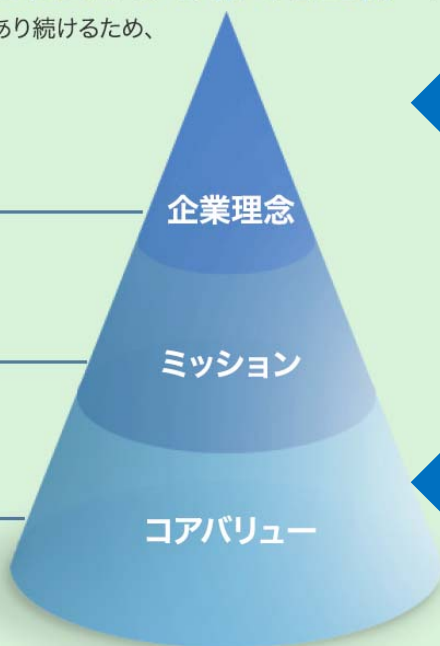 あり続けるため、
企業理念
ミッション
コアバリュー